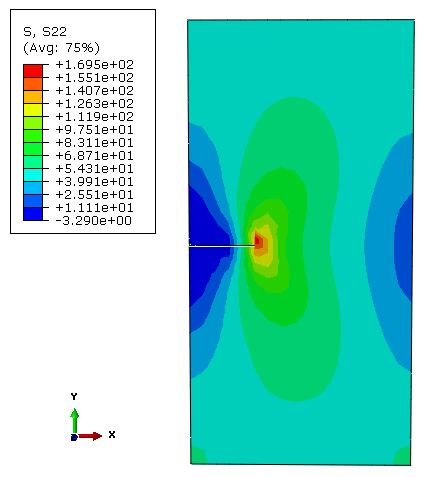 S, S22
(Avg: 75%)
+1.695e+02
+1.551e+02
+1.407e+02
+1.263e+02
+1.119e+02
+9.751e+01
+8.311e+01
+6.871e+01
+5.431e+01
+3.991e+01
+2.551e+01
+1.111e+01
-3.290e+00
Y
X